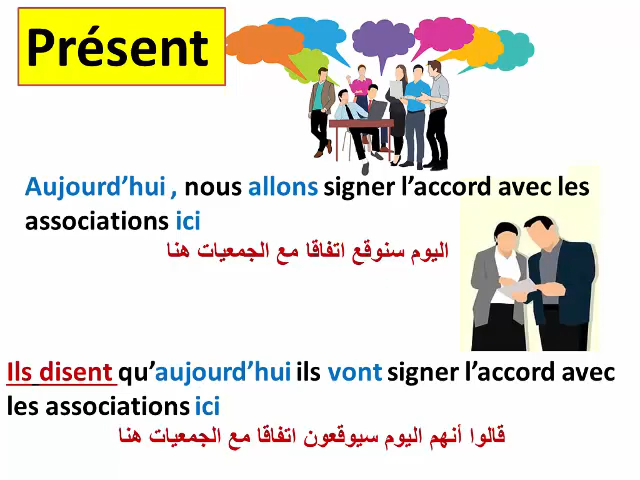 Présent
Aujourd’hui , nous allons signer l’accord avec les
associations ici
اليوم سنوقع اتفاقا مع الجمعيات هنا
Ils disent qu’aujourd’hui ils vont signer l’accord avec
les associations ici
قالوا أنهم اليوم سيوقعون اتفاقا مع الجمعيات هنا